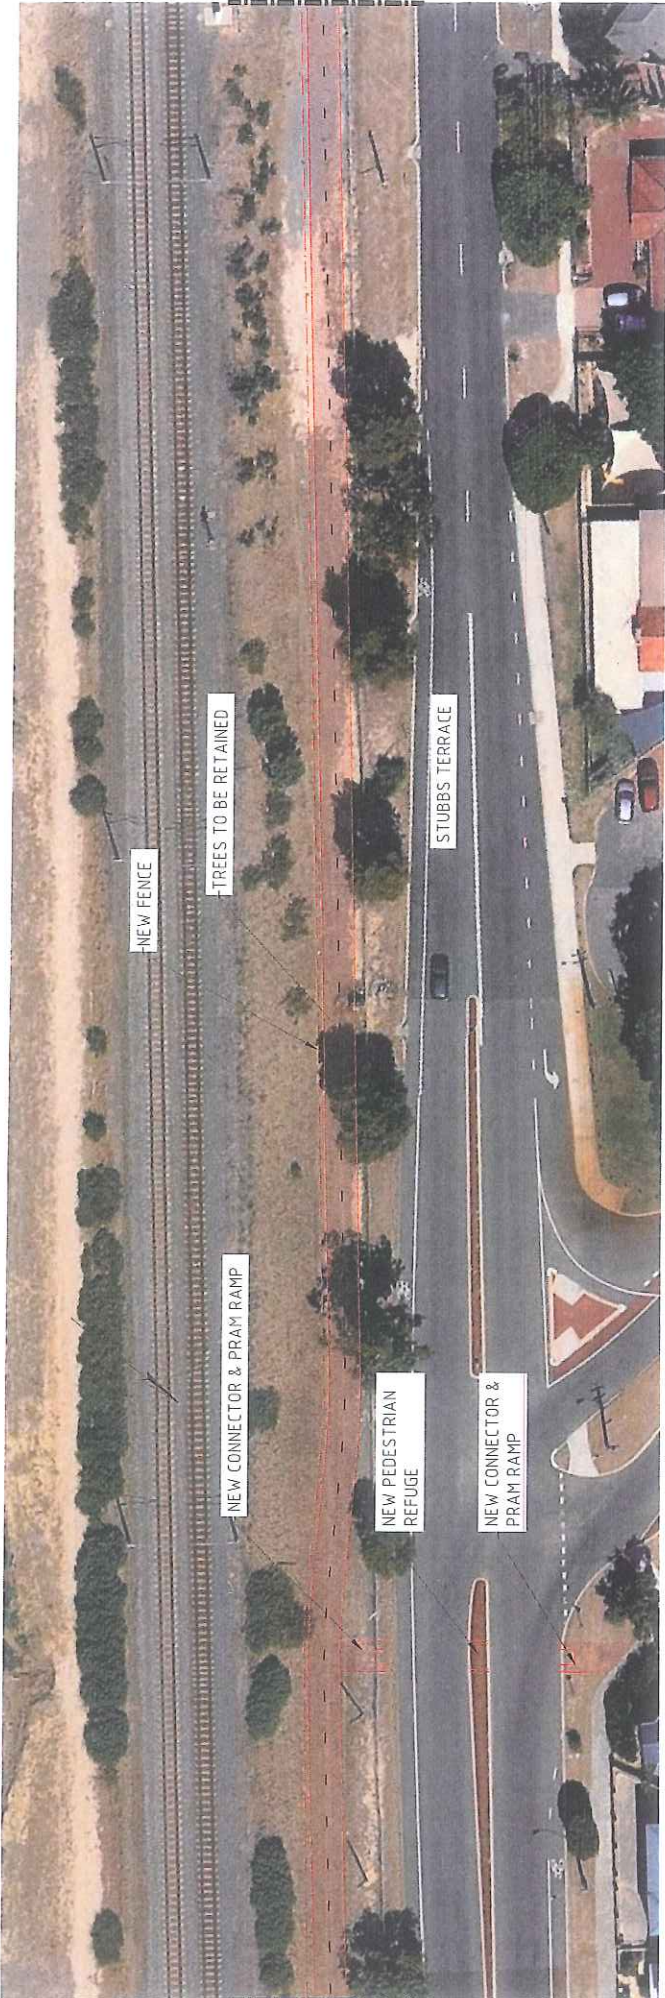 NEW FENCE
TREES TO BE RETAINED
STUBBS TERRACE
NEW CONNECTOR & PRAM RAMP
NEW PEDESTRIAN
REFUGE
NEW CONNECTOR &
PRAM RAMP